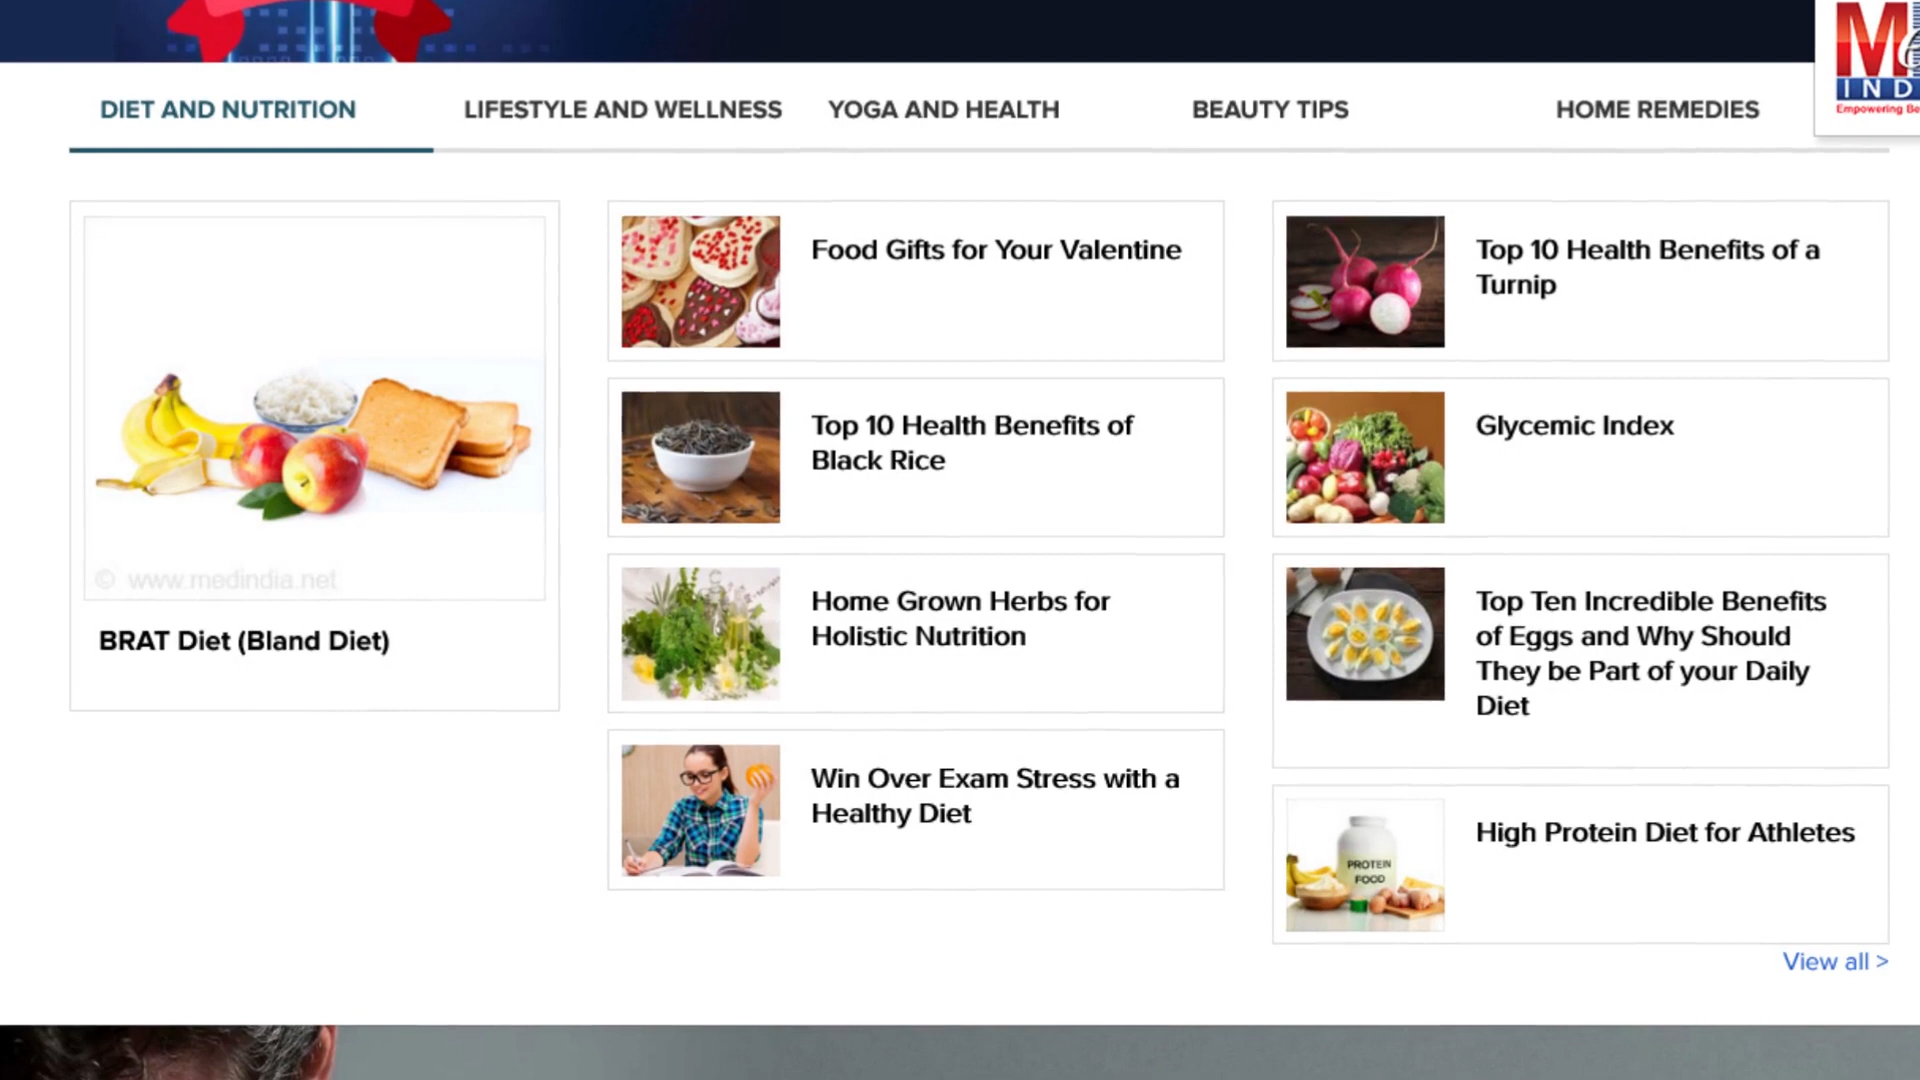 M
IND
Empowering Be
DIET AND NUTRITION
LIFESTYLE AND WELLNESS
YOGA AND HEALTH
BEAUTY TIPS
HOME REMEDIES
© www.medindia.net
BRAT Diet (Bland Diet)
Food Gifts for Your Valentine
Top 10 Health Benefits of
Black Rice
Home Grown Herbs for
Holistic Nutrition
Win Over Exam Stress with a
Healthy Diet
Top 10 Health Benefits of a
Turnip
Glycemic Index
Top Ten Incredible Benefits
of Eggs and Why Should
They be Part of your Daily
Diet
PROTEIN
FOOD
High Protein Diet for Athletes
View all >